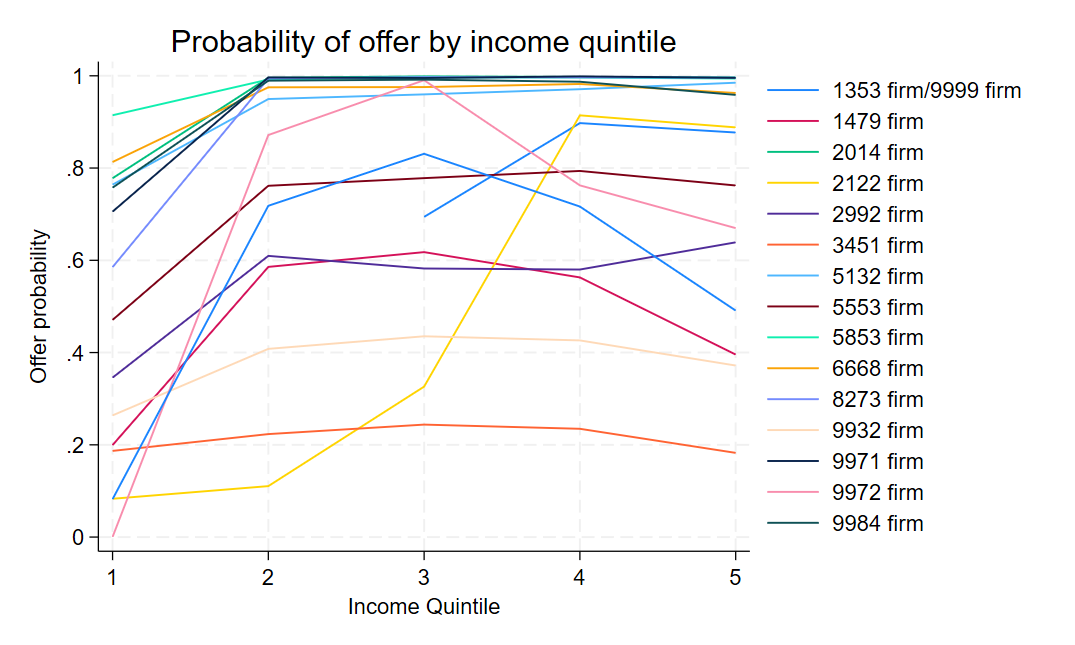 Probability of offer by income quintile
Offer probability
1
.8
.6
.4
.2
0
1 2 3 4 5
Income Quintile
1353 firm/9999 firm
1479 firm
2014 firm
2122 firm
2992 firm
3451 firm
5132 firm
5553 firm
5853 firm
6668 firm
8273 firm
9932 firm
9971 firm
9972 firm
9984 firm